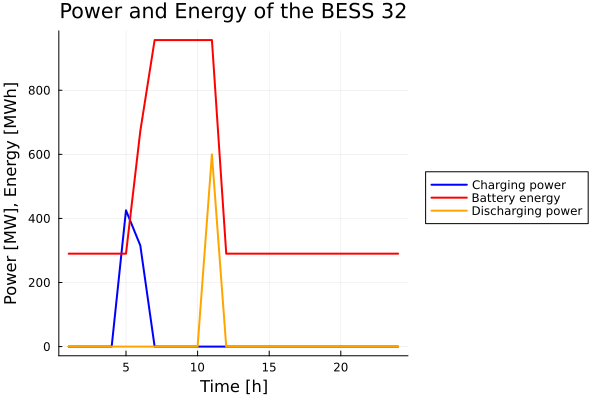 Power and Energy of the BESS 32
Power [MW], Energy [MWh]
800
600
400
200
0
5
10
15
20
Time [h]
Charging power
Battery energy
Discharging power